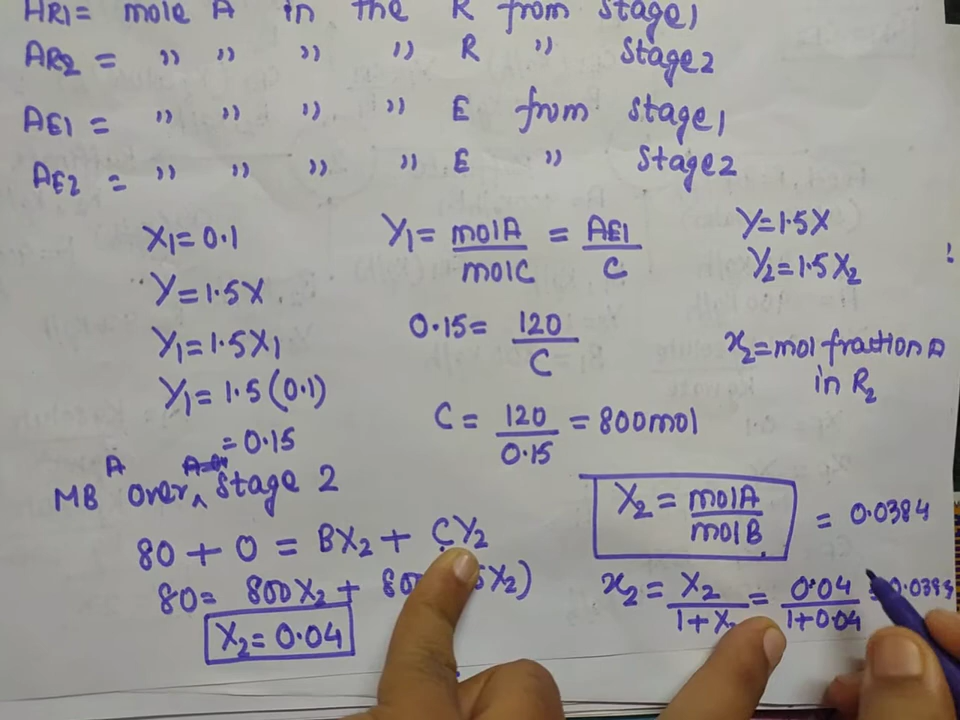 AR1 = mole A in the R from stage1
AR2 = " " " " R " Stage2
AE1 = " " " " E from stage1
AE2 = " " " " E " Stage2
X1 = 0.1
Y = 1.5X
Y1 = 1.5X1
Y1 = 1.5 (0.1)
= 0.15
Y1 = molA/molC = AE1/C
0.15 = 120/C
C = 120/0.15 = 800mol
Y = 1.5X
Y2 = 1.5X2
x2 = mol fraction A
in R2
A
MB over stage 2
80 + 0 = BX2 + CY2
80 = 800X2 + X2)
X2 = 0.04
X2 = molA/molB = 0.0384
x2 = X2/1+X = 0.04/1+0.04 = 0.0384